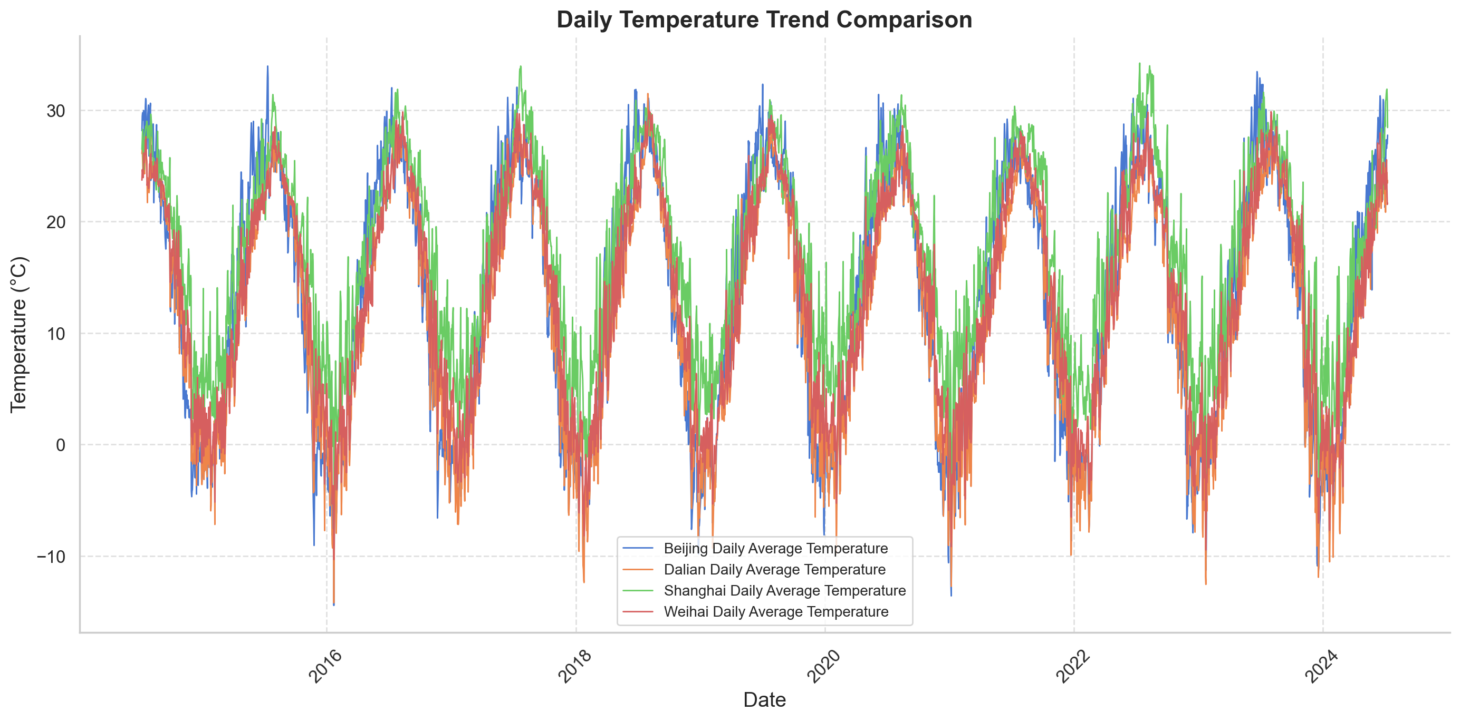 Daily Temperature Trend Comparison
Temperature (°C)
30
20
10
0
−10
Beijing Daily Average Temperature
Dalian Daily Average Temperature
Shanghai Daily Average Temperature
Weihai Daily Average Temperature
2016
2018
2020
2022
2024
Date